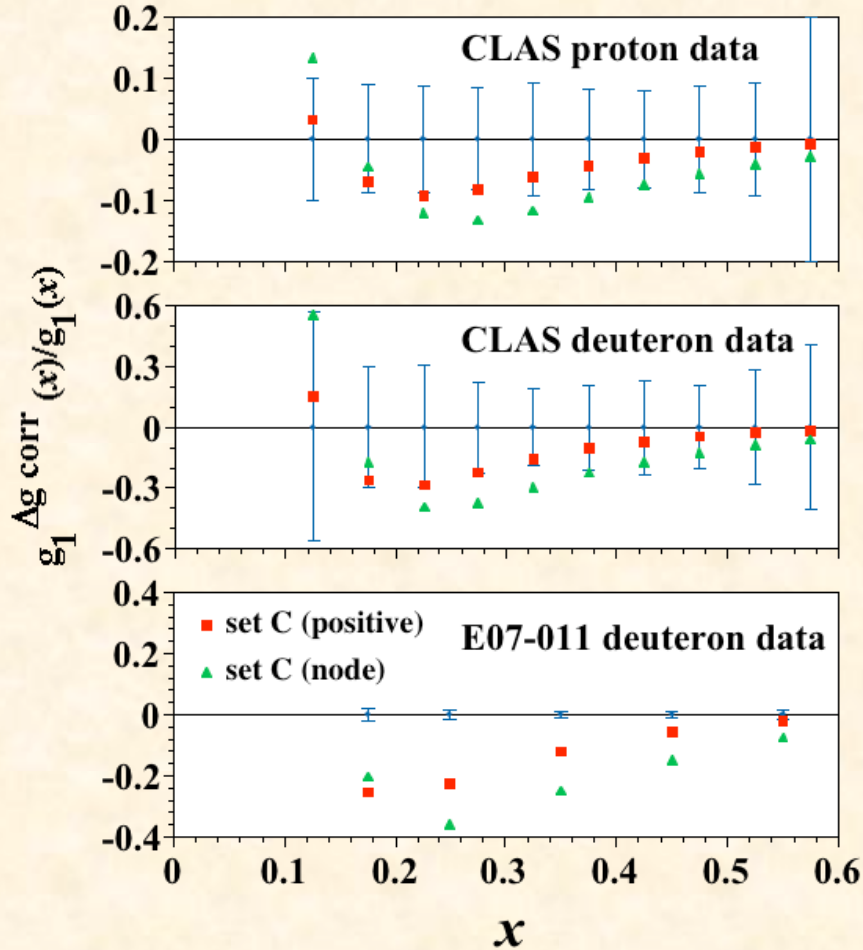 g₁^Δg corr (x)/g₁(x)
0.2
0.1
0
-0.1
-0.2
CLAS proton data
0.6
0.3
0
-0.3
-0.6
CLAS deuteron data
0.4
0.2
0
-0.2
-0.4
set C (positive)
set C (node)
E07-011 deuteron data
0 0.1 0.2 0.3 0.4 0.5 0.6
x